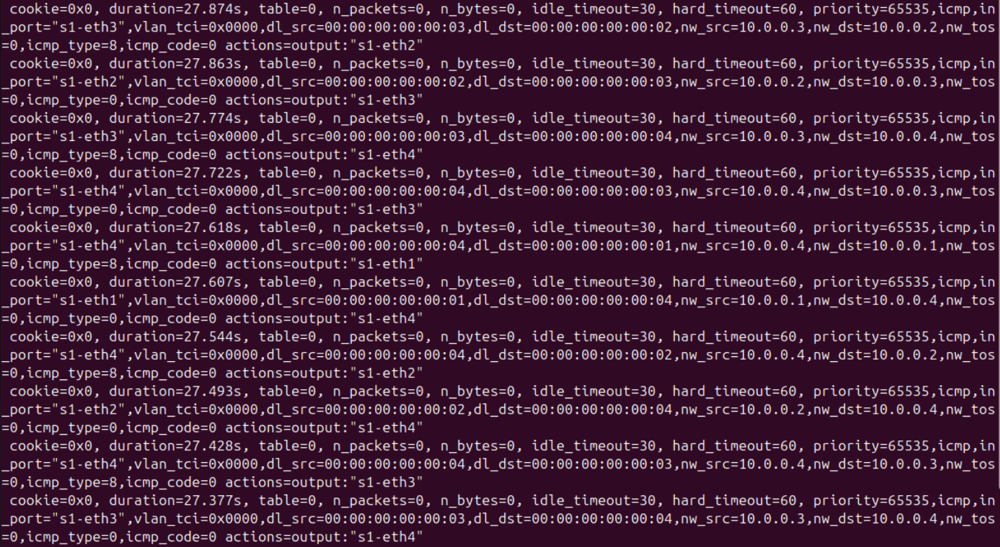 cookie=0x0, duration=27.874s, table=0, n_packets=0, n_bytes=0, idle_timeout=30, hard_timeout=60, priority=65535,icmp,in
_port="s1-eth3",vlan_tci=0x0000,dl_src=00:00:00:00:00:03,dl_dst=00:00:00:00:00:02,nw_src=10.0.0.3,nw_dst=10.0.0.2,nw_tos
=0,icmp_type=8,icmp_code=0 actions=output:"s1-eth2"
 cookie=0x0, duration=27.863s, table=0, n_packets=0, n_bytes=0, idle_timeout=30, hard_timeout=60, priority=65535,icmp,in
_port="s1-eth2",vlan_tci=0x0000,dl_src=00:00:00:00:00:02,dl_dst=00:00:00:00:00:03,nw_src=10.0.0.2,nw_dst=10.0.0.3,nw_tos
=0,icmp_type=0,icmp_code=0 actions=output:"s1-eth3"
 cookie=0x0, duration=27.774s, table=0, n_packets=0, n_bytes=0, idle_timeout=30, hard_timeout=60, priority=65535,icmp,in
_port="s1-eth3",vlan_tci=0x0000,dl_src=00:00:00:00:00:03,dl_dst=00:00:00:00:00:04,nw_src=10.0.0.3,nw_dst=10.0.0.4,nw_tos
=0,icmp_type=8,icmp_code=0 actions=output:"s1-eth4"
 cookie=0x0, duration=27.722s, table=0, n_packets=0, n_bytes=0, idle_timeout=30, hard_timeout=60, priority=65535,icmp,in
_port="s1-eth4",vlan_tci=0x0000,dl_src=00:00:00:00:00:04,dl_dst=00:00:00:00:00:03,nw_src=10.0.0.4,nw_dst=10.0.0.3,nw_tos
=0,icmp_type=0,icmp_code=0 actions=output:"s1-eth3"
 cookie=0x0, duration=27.618s, table=0, n_packets=0, n_bytes=0, idle_timeout=30, hard_timeout=60, priority=65535,icmp,in
_port="s1-eth4",vlan_tci=0x0000,dl_src=00:00:00:00:00:04,dl_dst=00:00:00:00:00:01,nw_src=10.0.0.4,nw_dst=10.0.0.1,nw_tos
=0,icmp_type=8,icmp_code=0 actions=output:"s1-eth1"
 cookie=0x0, duration=27.607s, table=0, n_packets=0, n_bytes=0, idle_timeout=30, hard_timeout=60, priority=65535,icmp,in
_port="s1-eth1",vlan_tci=0x0000,dl_src=00:00:00:00:00:01,dl_dst=00:00:00:00:00:04,nw_src=10.0.0.1,nw_dst=10.0.0.4,nw_tos
=0,icmp_type=0,icmp_code=0 actions=output:"s1-eth4"
 cookie=0x0, duration=27.544s, table=0, n_packets=0, n_bytes=0, idle_timeout=30, hard_timeout=60, priority=65535,icmp,in
_port="s1-eth4",vlan_tci=0x0000,dl_src=00:00:00:00:00:04,dl_dst=00:00:00:00:00:02,nw_src=10.0.0.4,nw_dst=10.0.0.2,nw_tos
=0,icmp_type=8,icmp_code=0 actions=output:"s1-eth2"
 cookie=0x0, duration=27.493s, table=0, n_packets=0, n_bytes=0, idle_timeout=30, hard_timeout=60, priority=65535,icmp,in
_port="s1-eth2",vlan_tci=0x0000,dl_src=00:00:00:00:00:02,dl_dst=00:00:00:00:00:04,nw_src=10.0.0.2,nw_dst=10.0.0.4,nw_tos
=0,icmp_type=0,icmp_code=0 actions=output:"s1-eth4"
 cookie=0x0, duration=27.428s, table=0, n_packets=0, n_bytes=0, idle_timeout=30, hard_timeout=60, priority=65535,icmp,in
_port="s1-eth4",vlan_tci=0x0000,dl_src=00:00:00:00:00:04,dl_dst=00:00:00:00:00:03,nw_src=10.0.0.4,nw_dst=10.0.0.3,nw_tos
=0,icmp_type=8,icmp_code=0 actions=output:"s1-eth3"
 cookie=0x0, duration=27.377s, table=0, n_packets=0, n_bytes=0, idle_timeout=30, hard_timeout=60, priority=65535,icmp,in
_port="s1-eth3",vlan_tci=0x0000,dl_src=00:00:00:00:00:03,dl_dst=00:00:00:00:00:04,nw_src=10.0.0.3,nw_dst=10.0.0.4,nw_tos
=0,icmp_type=0,icmp_code=0 actions=output:"s1-eth4"